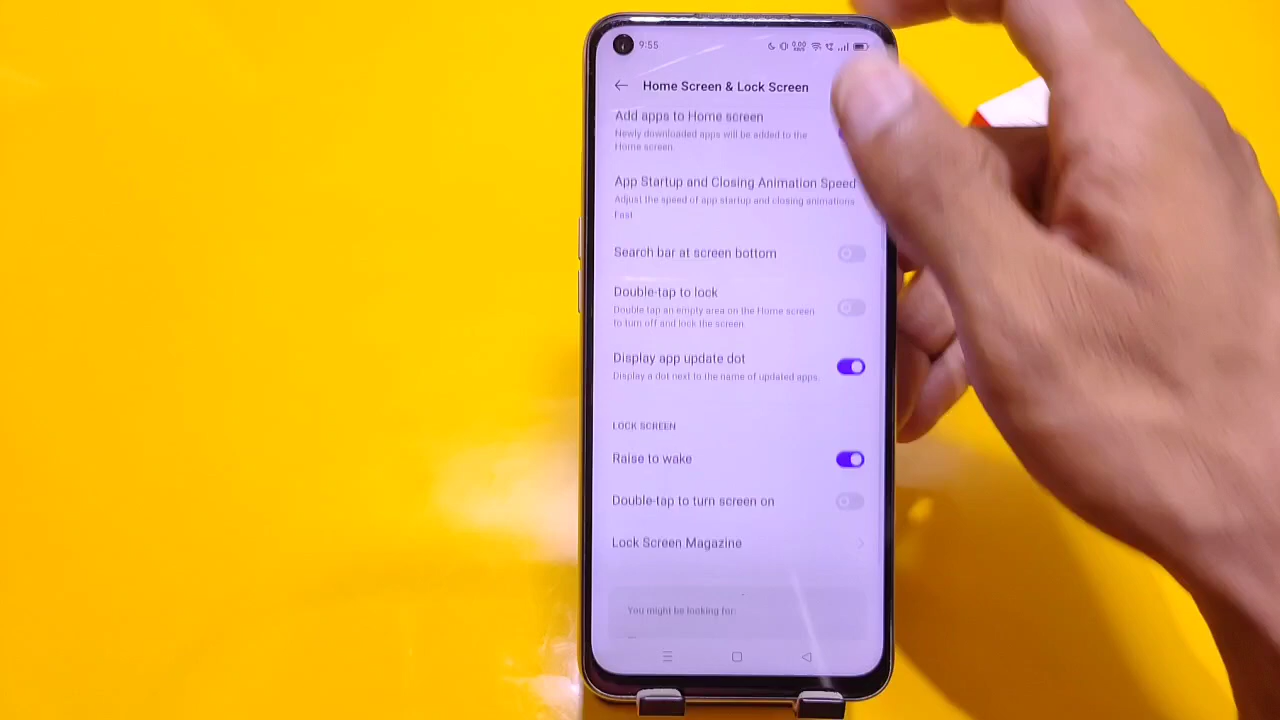 9:55
Home Screen & Lock Screen
Add apps to Home screen
Newly downloaded apps will be added to the
Home screen.
App Startup and Closing Animation Speed
Adjust the speed of app startup and closing animations
Fast
Search bar at screen bottom
Double-tap to lock
Double tap an empty area on the Home screen
to turn off and lock the screen.
Display app update dot
Display a dot next to the name of updated apps.
LOCK SCREEN
Raise to wake
Double-tap to turn screen on
Lock Screen Magazine
You might be looking for: